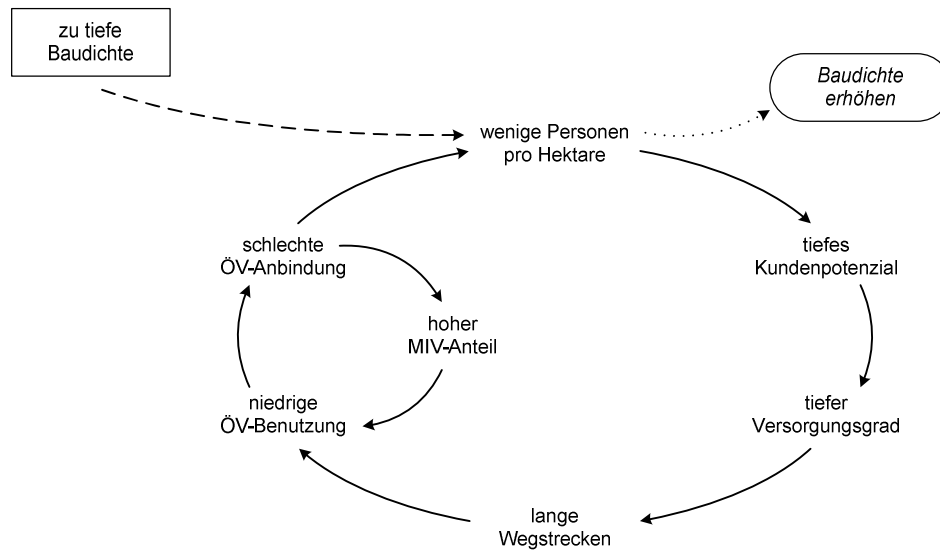 zu tiefe
Baudichte
Baudichte
erhöhen
wenige Personen
pro Hektare
schlechte
ÖV-Anbindung
tiefes
Kundenpotenzial
hoher
MIV-Anteil
niedrige
ÖV-Benutzung
tiefer
Versorgungsgrad
lange
Wegstrecken